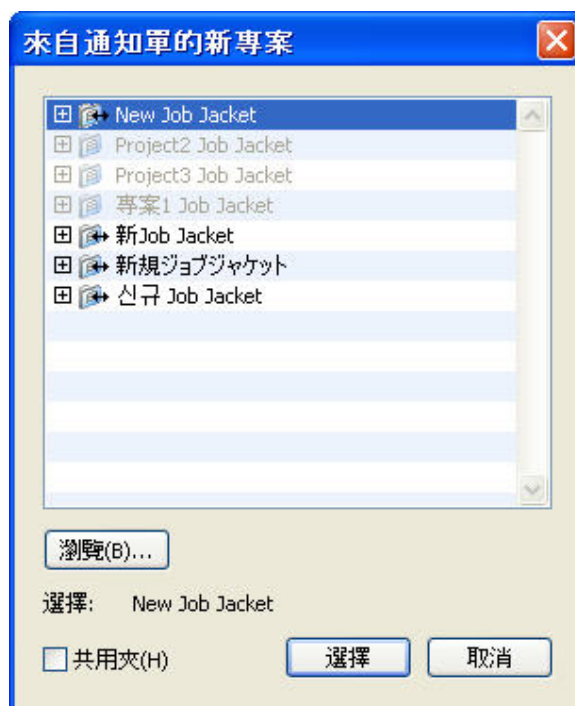 來自通知單的新專案
New Job Jacket
Project2 Job Jacket
Project3 Job Jacket
專案1 Job Jacket
新Job Jacket
新規ジョブジャケット
신규 Job Jacket
瀏覽(B)...
選擇: New Job Jacket
共用夾(H) 選擇 取消